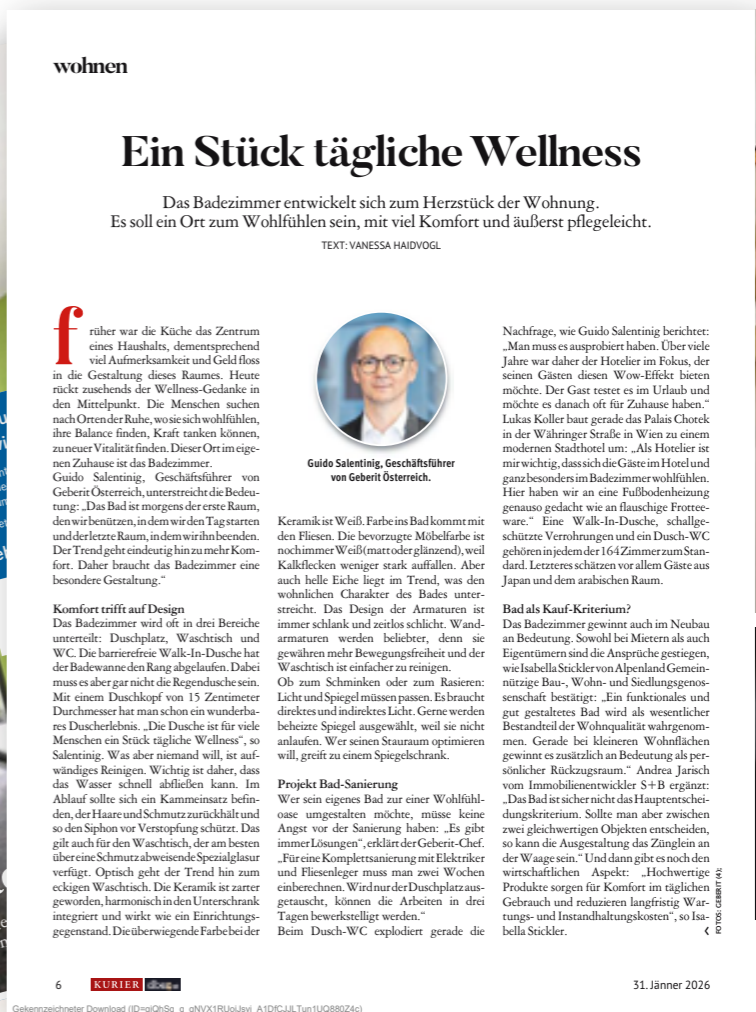 wohnen
Ein Stück tägliche Wellness
Das Badezimmer entwickelt sich zum Herzstück der Wohnung.
Es soll ein Ort zum Wohlfühlen sein, mit viel Komfort und äußerst pflegeleicht.
TEXT: VANESSA HAIDVOGL
früher war die Küche das Zentrum
eines Haushalts, dementsprechend
viel Aufmerksamkeit und Geld floss
in die Gestaltung dieses Raumes. Heute
rückt zusehends der Wellness-Gedanke in
den Mittelpunkt. Die Menschen suchen
nach Orten der Ruhe, wo sie sich wohlfühlen,
ihre Balance finden, Kraft tanken können,
zu neuer Vitalität finden. Dieser Ort im eige-
nen Zuhause ist das Badezimmer.
Guido Salentinig, Geschäftsführer von
Geberit Österreich, unterstreicht die Bedeu-
tung: „Das Bad ist morgens der erste Raum,
den wir benützen, in dem wir den Tag starten
und der letzte Raum, in dem wir ihn beenden.
Der Trend geht eindeutig hin zu mehr Kom-
fort. Daher braucht das Badezimmer eine
besondere Gestaltung.“
Komfort trifft auf Design
Das Badezimmer wird oft in drei Bereiche
unterteilt: Duschplatz, Waschtisch und
WC. Die barrierefreie Walk-In-Dusche hat
der Badewanne den Rang abgelaufen. Dabei
muss es aber gar nicht die Regendusche sein.
Mit einem Duschkopf von 15 Zentimeter
Durchmesser hat man schon ein wunderba-
res Duscherlebnis. „Die Dusche ist für viele
Menschen ein Stück tägliche Wellness“, so
Salentinig. Was aber niemand will, ist auf-
wändiges Reinigen. Wichtig ist daher, dass
das Wasser schnell abfließen kann. Im
Ablauf sollte sich ein Kammeinsatz befin-
den, der Haare und Schmutz zurückhält und
so den Siphon vor Verstopfung schützt. Das
gilt auch für den Waschtisch, der am besten
über eine Schmutz abweisende Spezialglasur
verfügt. Optisch geht der Trend hin zum
eckigen Waschtisch. Die Keramik ist zarter
geworden, harmonisch in den Unterschrank
integriert und wirkt wie ein Einrichtungs-
gegenstand. Die überwiegende Farbe bei der
Guido Salentinig, Geschäftsführer
von Geberit Österreich.
Keramik ist Weiß. Farbe ins Bad kommt mit
den Fliesen. Die bevorzugte Möbelfarbe ist
noch immer Weiß (matt oder glänzend), weil
Kalkflecken weniger stark auffallen. Aber
auch helle Eiche liegt im Trend, was den
wohnlichen Charakter des Bades unter-
streicht. Das Design der Armaturen ist
immer schlank und zeitlos schlicht. Wand-
armaturen werden beliebter, denn sie
gewähren mehr Bewegungsfreiheit und der
Waschtisch ist einfacher zu reinigen.
Ob zum Schminken oder zum Rasieren:
Licht und Spiegel müssen passen. Es braucht
direktes und indirektes Licht. Gerne werden
beheizte Spiegel ausgewählt, weil sie nicht
anlaufen. Wer seinen Stauraum optimieren
will, greift zu einem Spiegelschrank.
Projekt Bad-Sanierung
Wer sein eigenes Bad zur einer Wohlfühl-
oase umgestalten möchte, müsse keine
Angst vor der Sanierung haben: „Es gibt
immer Lösungen“, erklärt der Geberit-Chef.
„Für eine Komplettsanierung mit Elektriker
und Fliesenleger muss man zwei Wochen
einberechnen. Wird nur der Duschplatz aus-
getauscht, können die Arbeiten in drei
Tagen bewerkstelligt werden.“
Beim Dusch-WC explodiert gerade die
Nachfrage, wie Guido Salentinig berichtet:
„Man muss es ausprobiert haben. Über viele
Jahre war daher der Hotelier im Fokus, der
seinen Gästen diesen Wow-Effekt bieten
möchte. Der Gast testet es im Urlaub und
möchte es danach oft für Zuhause haben.“
Lukas Koller baut gerade das Palais Chotek
in der Währinger Straße in Wien zu einem
modernen Stadthotel um: „Als Hotelier ist
mir wichtig, dass sich die Gäste im Hotel und
ganz besonders im Badezimmer wohlfühlen.
Hier haben wir an eine Fußbodenheizung
genauso gedacht wie an flauschige Frottee-
ware.“ Eine Walk-In-Dusche, schallge-
schützte Verrohrungen und ein Dusch-WC
gehören in jedem der 164 Zimmer zum Stan-
dard. Letzteres schätzen vor allem Gäste aus
Japan und dem arabischen Raum.
Bad als Kauf-Kriterium?
Das Badezimmer gewinnt auch im Neubau
an Bedeutung. Sowohl bei Mietern als auch
Eigentümern sind die Ansprüche gestiegen,
wie Isabella Stickler von Alpenland Gemein-
nützige Bau-, Wohn- und Siedlungsgenos-
senschaft bestätigt: „Ein funktionales und
gut gestaltetes Bad wird als wesentlicher
Bestandteil der Wohnqualität wahrgenom-
men. Gerade bei kleineren Wohnflächen
gewinnt es zusätzlich an Bedeutung als per-
sönlicher Rückzugsraum.“ Andrea Jarisch
vom Immobilienentwickler S+B ergänzt:
„Das Bad ist sicher nicht das Hauptentschei-
dungskriterium. Sollte man aber zwischen
zwei gleichwertigen Objekten entscheiden,
so kann die Ausgestaltung das Zünglein an
der Waage sein.“ Und dann gibt es noch den
wirtschaftlichen Aspekt: „Hochwertige
Produkte sorgen für Komfort im täglichen
Gebrauch und reduzieren langfristig War-
tungs- und Instandhaltungskosten“, so Isa-
bella Stickler.
FOTOS: GEBERIT (4);
6
KURIER
31. Jänner 2026